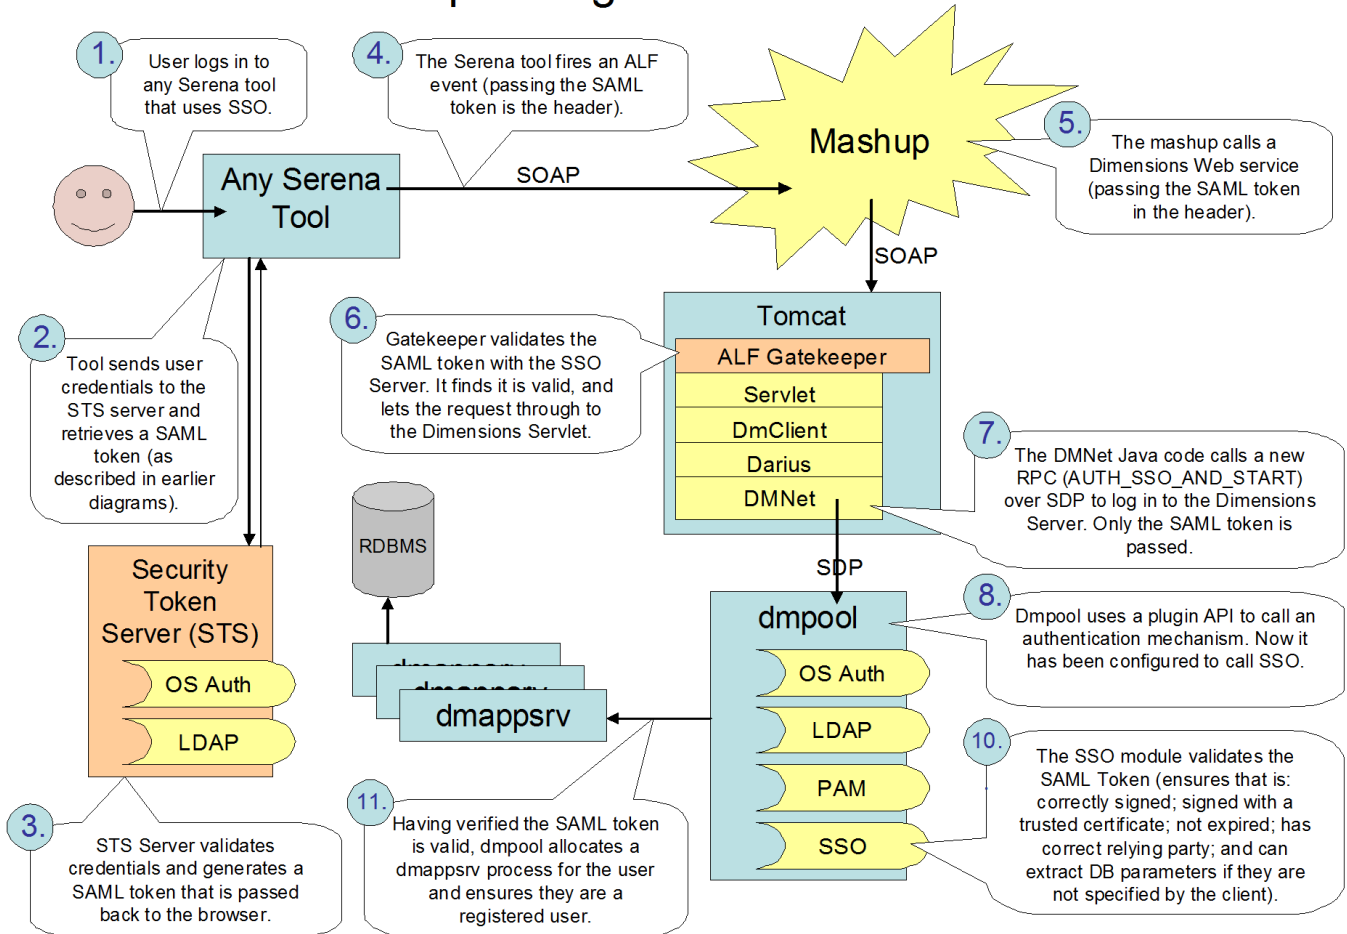 1.
User logs in to
any Serena tool
that uses SSO.
4.
The Serena tool fires an ALF
event (passing the SAML
token is the header).
Mashup
5.
The mashup calls a
Dimensions Web service
(passing the SAML token
in the header).
Any Serena
Tool
SOAP
SOAP
2.
Tool sends user
credentials to the
STS server and
retrieves a SAML
token (as
described in earlier
diagrams).
6.
Gatekeeper validates the
SAML token with the SSO
Server. It finds it is valid, and
lets the request through to
the Dimensions Servlet.
Tomcat
ALF Gatekeeper
Servlet
DmClient
Darius
DMNet
7.
The DMNet Java code calls a new
RPC (AUTH_SSO_AND_START)
over SDP to log in to the Dimensions
Server. Only the SAML token is
passed.
RDBMS
SDP
Security
Token
Server (STS)
OS Auth
LDAP
dmpool
OS Auth
LDAP
PAM
SSO
8.
Dmpool uses a plugin API to call an
authentication mechanism. Now it
has been configured to call SSO.
dmappsrv
dmappsrv
dmappsrv
10.
The SSO module validates the
SAML Token (ensures that is:
correctly signed; signed with a
trusted certificate; not expired; has
correct relying party; and can
extract DB parameters if they are
not specified by the client).
3.
STS Server validates
credentials and generates a
SAML token that is passed
back to the browser.
11.
Having verified the SAML token
is valid, dmpool allocates a
dmappsrv process for the user
and ensures they are a
registered user.